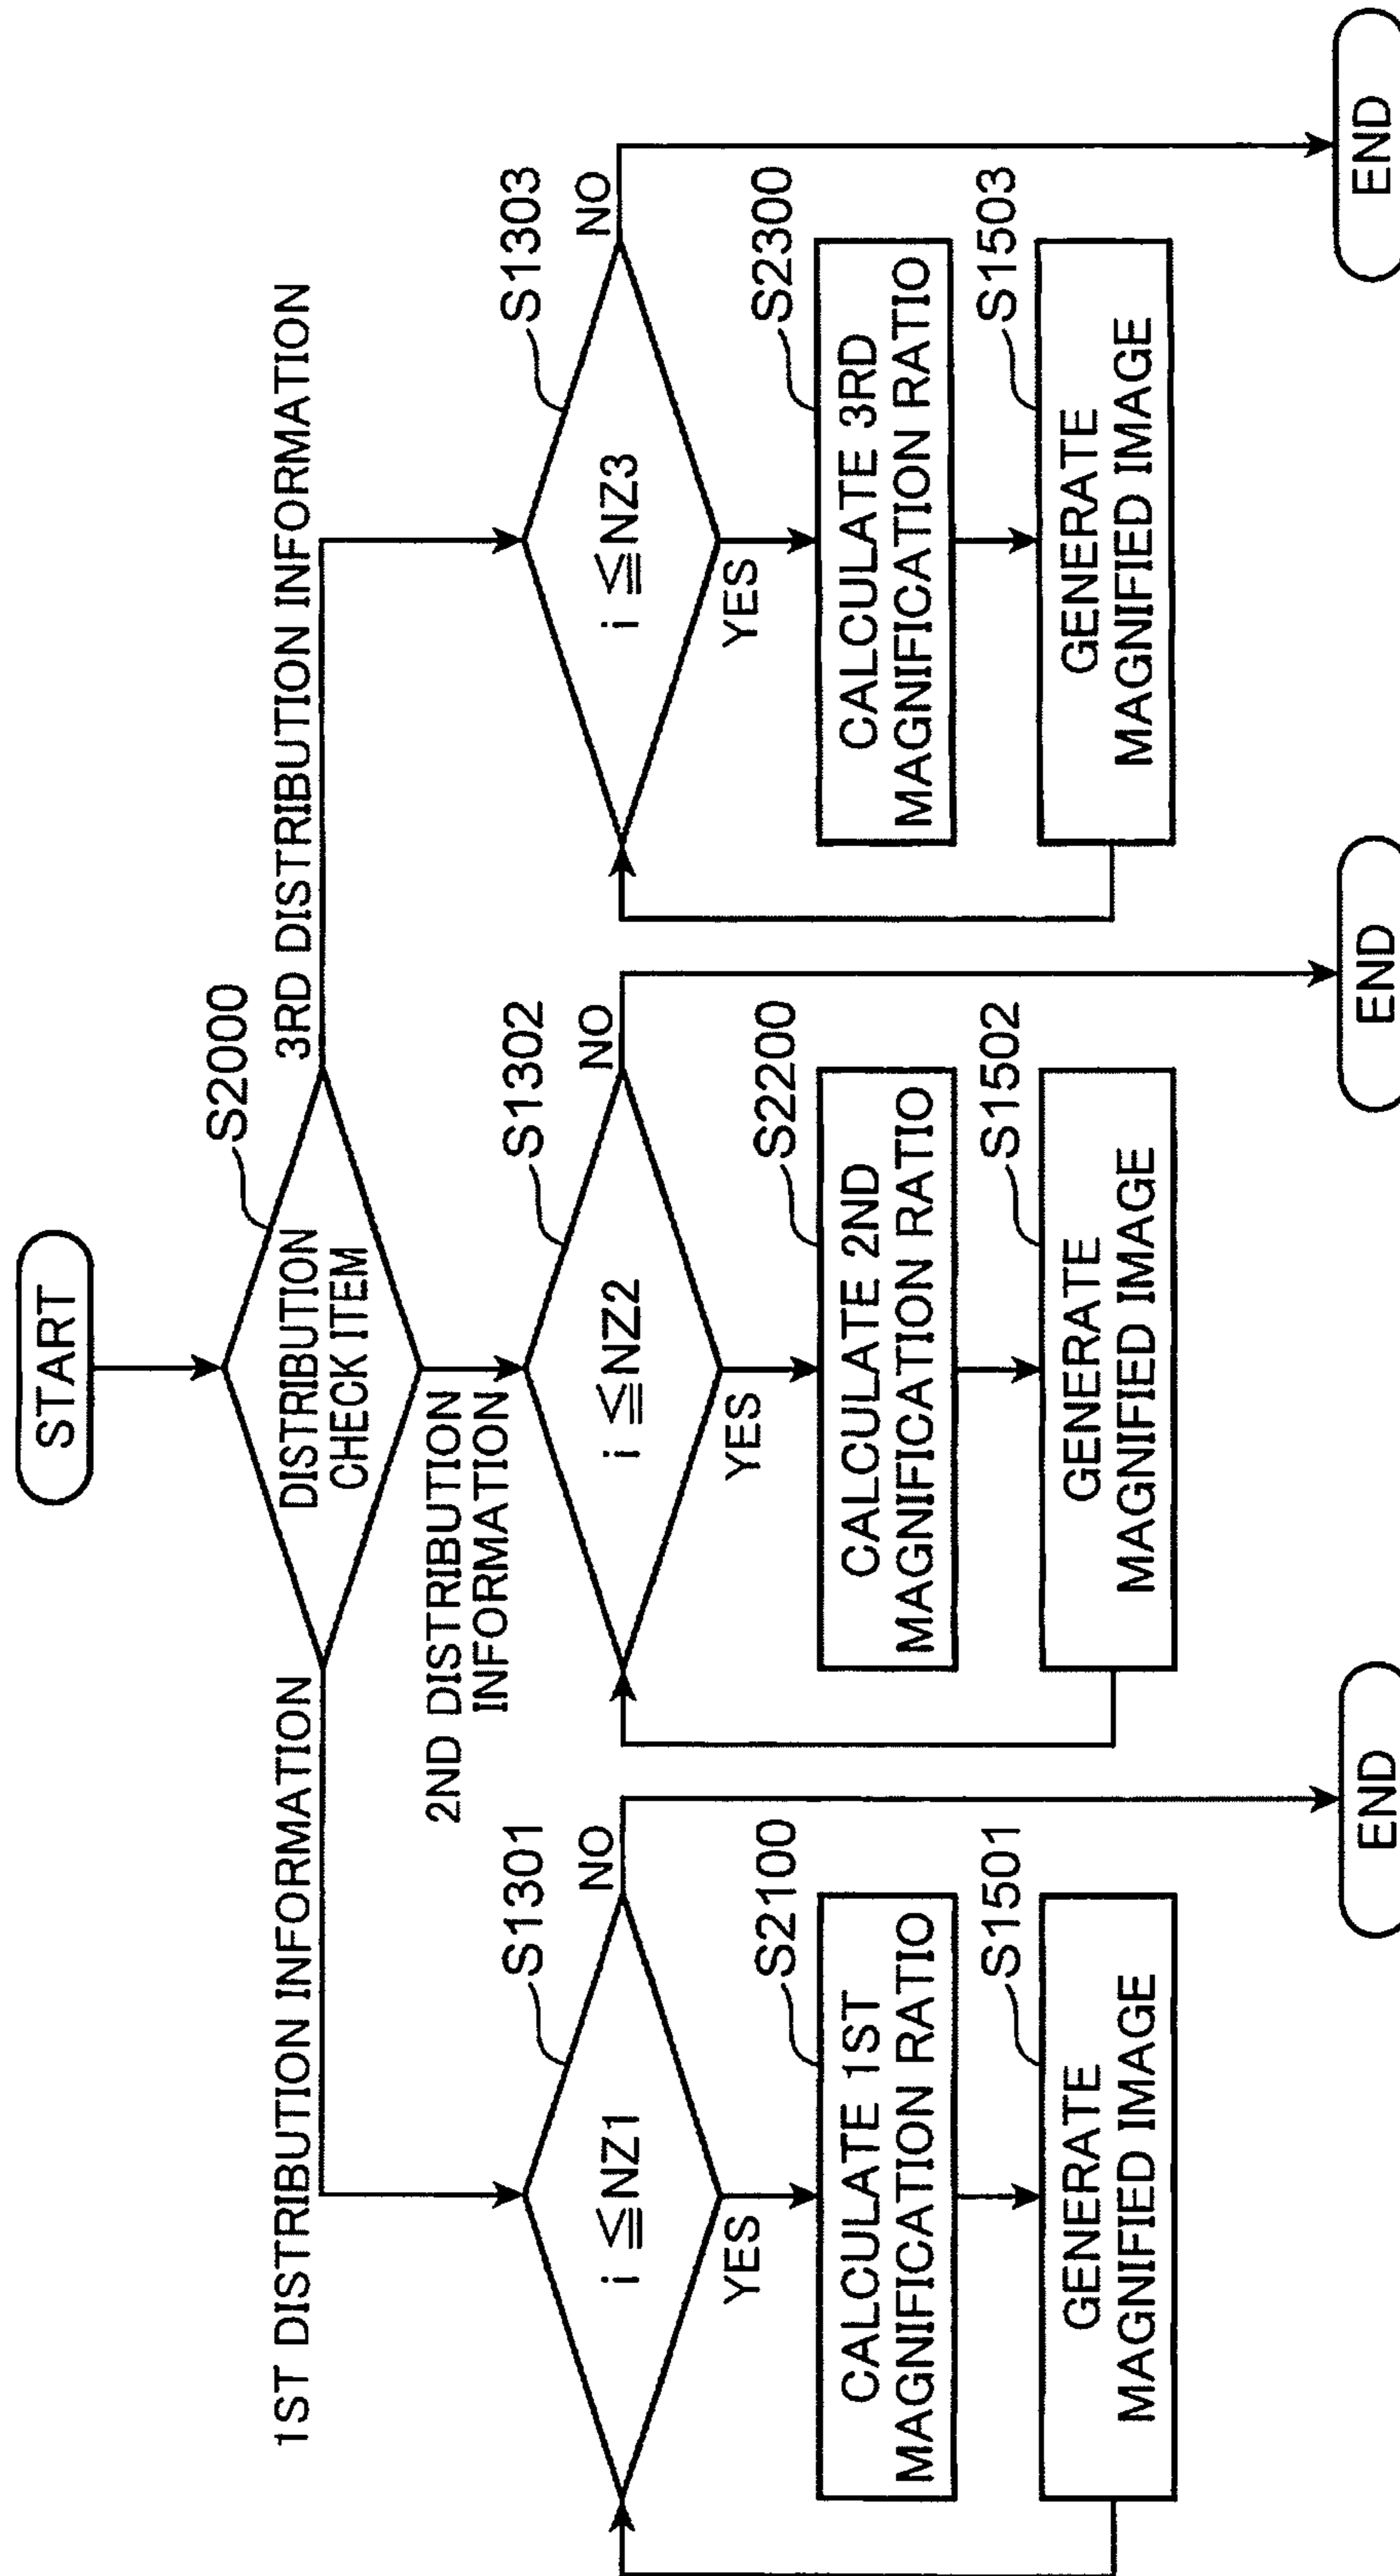 START
DISTRIBUTION
CHECK ITEM
S2000
1ST DISTRIBUTION INFORMATION
2ND DISTRIBUTION
INFORMATION
3RD DISTRIBUTION INFORMATION
i ≦NZ1
S1301
NO
YES
CALCULATE 1ST
MAGNIFICATION RATIO
S2100
GENERATE
MAGNIFIED IMAGE
S1501
END
i ≦NZ2
S1302
NO
YES
CALCULATE 2ND
MAGNIFICATION RATIO
S2200
GENERATE
MAGNIFIED IMAGE
S1502
END
i ≦NZ3
S1303
NO
YES
CALCULATE 3RD
MAGNIFICATION RATIO
S2300
GENERATE
MAGNIFIED IMAGE
S1503
END